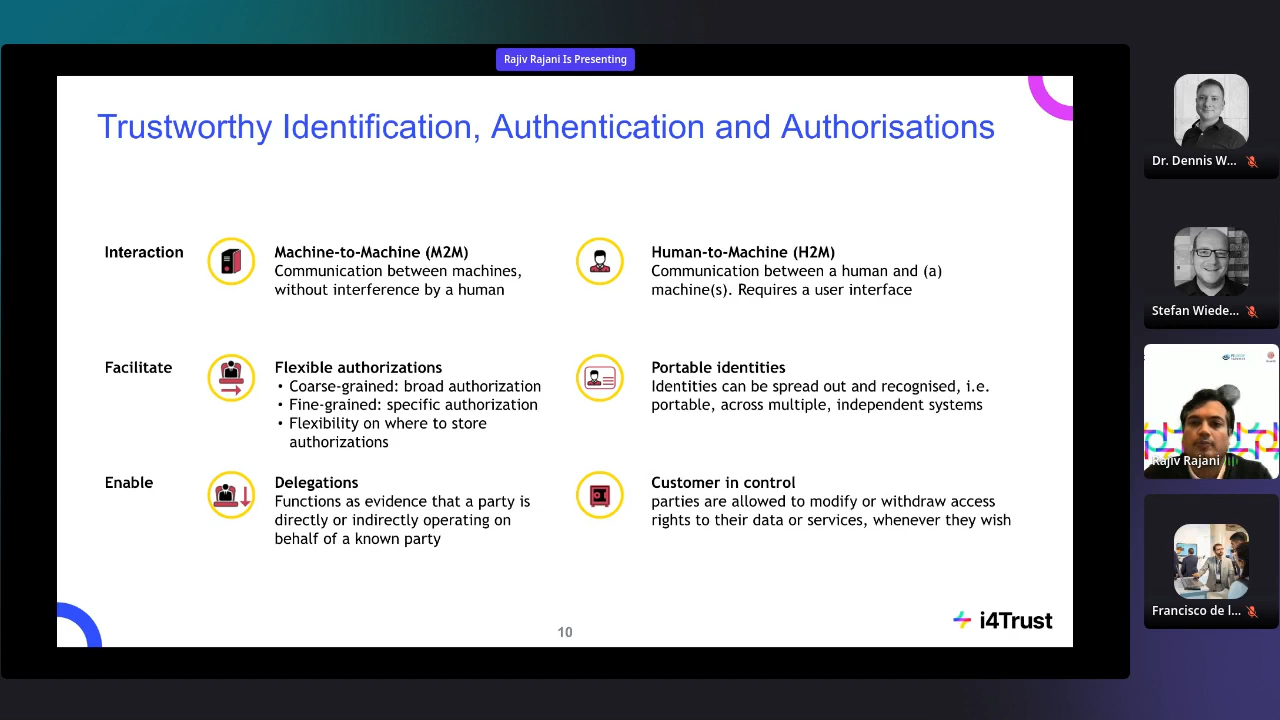 Rajiv Rajani Is Presenting
Trustworthy Identification, Authentication and Authorisations
Interaction
Machine-to-Machine (M2M)
Communication between machines,
without interference by a human
Human-to-Machine (H2M)
Communication between a human and (a)
machine(s). Requires a user interface
Facilitate
Flexible authorizations
• Coarse-grained: broad authorization
• Fine-grained: specific authorization
• Flexibility on where to store
authorizations
Portable identities
Identities can be spread out and recognised, i.e.
portable, across multiple, independent systems
Enable
Delegations
Functions as evidence that a party is
directly or indirectly operating on
behalf of a known party
Customer in control
parties are allowed to modify or withdraw access
rights to their data or services, whenever they wish
10
i4Trust
Dr. Dennis W...
Stefan Wiede...
Rajiv Rajani
Francisco de l...